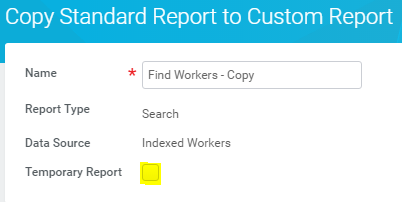 Copy Standard Report to Custom Report
Name * Find Workers - Copy
Report Type Search
Data Source Indexed Workers
Temporary Report